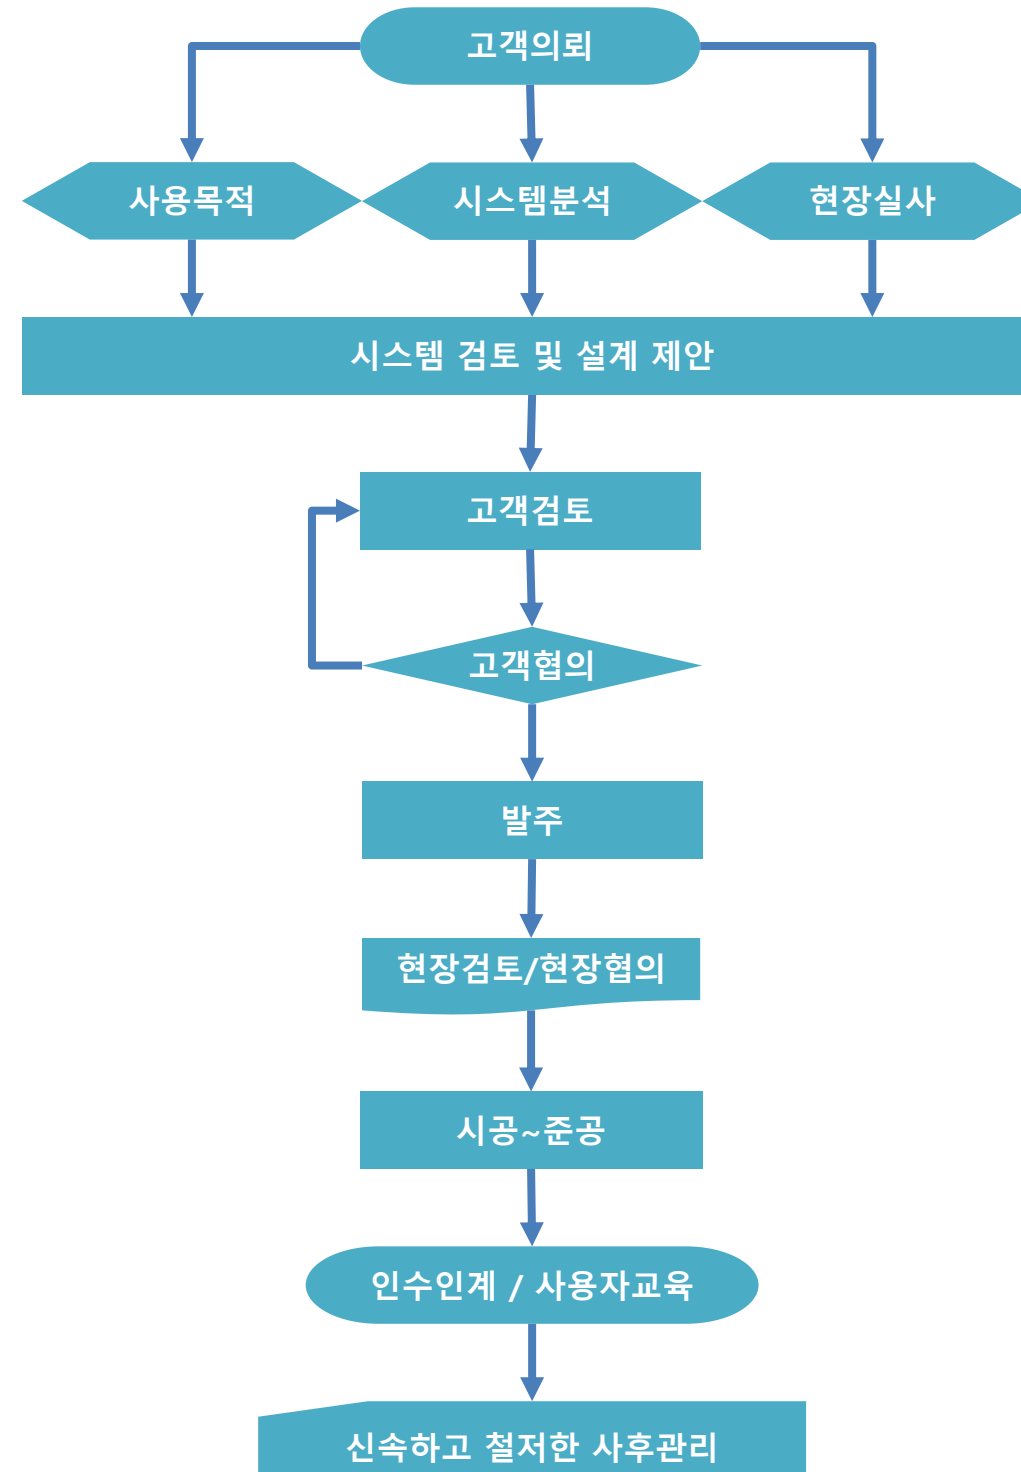 고객의뢰
사용목적
시스템분석
현장실사
시스템 검토 및 설계 제안
고객검토
고객협의
발주
현장검토/현장협의
시공~준공
인수인계 / 사용자교육
신속하고 철저한 사후관리